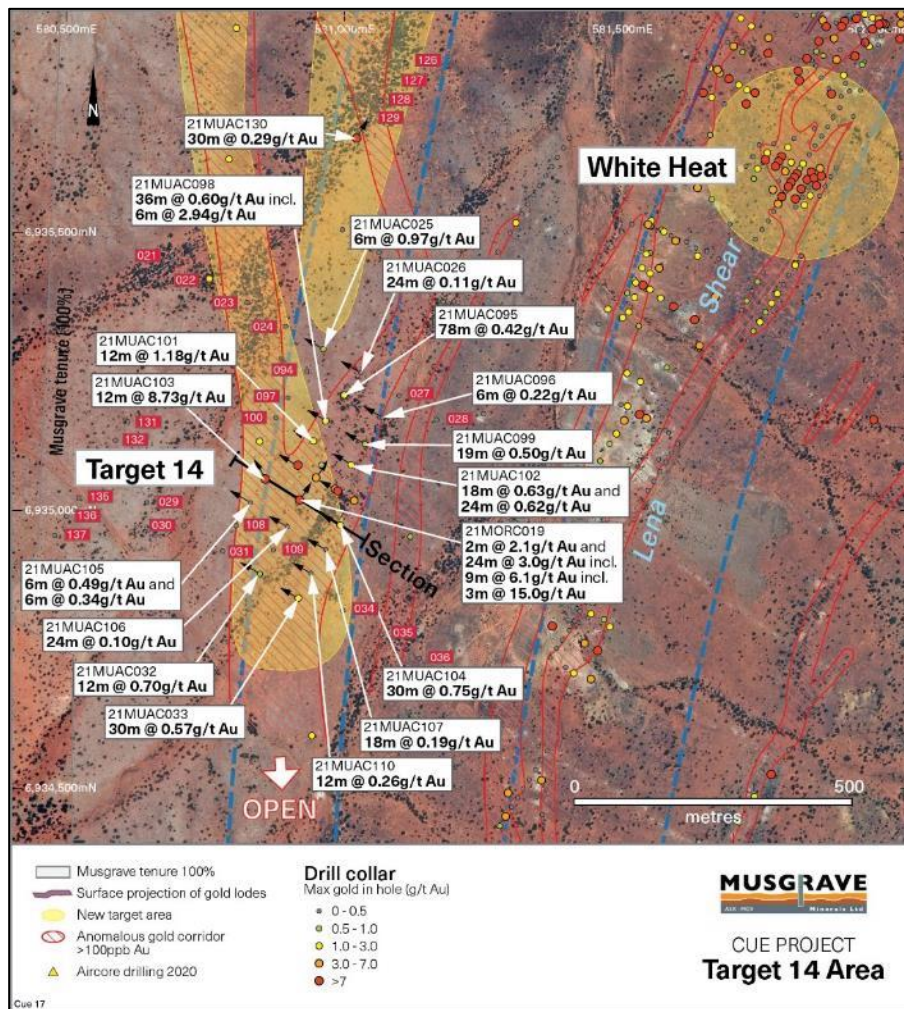 580,500mE
581,000mE
581,500mE
N
126
127
128
129
21MUAC130
30m @ 0.29g/t Au
White Heat
21MUAC098
36m @ 0.60g/t Au incl.
6m @ 2.94g/t Au
21MUAC025
6m @ 0.97g/t Au
6,935,500mN
021
022
023
024
21MUAC026
24m @ 0.11g/t Au
Shear
21MUAC095
78m @ 0.42g/t Au
Musgrave tenure [100%]
21MUAC101
12m @ 1.18g/t Au
094
097
100
027
028
21MUAC103
12m @ 8.73g/t Au
21MUAC096
6m @ 0.22g/t Au
131
132
21MUAC099
19m @ 0.50g/t Au
Target 14
21MUAC102
18m @ 0.63g/t Au and
24m @ 0.62g/t Au
135
136
137
029
030
6,935,000mN
108
031
109
Section
Lena
21MORC019
2m @ 2.1g/t Au and
24m @ 3.0g/t Au incl.
9m @ 6.1g/t Au incl.
3m @ 15.0g/t Au
21MUAC105
6m @ 0.49g/t Au and
6m @ 0.34g/t Au
034
035
036
21MUAC106
24m @ 0.10g/t Au
21MUAC032
12m @ 0.70g/t Au
21MUAC104
30m @ 0.75g/t Au
21MUAC033
30m @ 0.57g/t Au
21MUAC107
18m @ 0.19g/t Au
21MUAC110
12m @ 0.26g/t Au
6,934,500mN
OPEN
0
500
metres
Musgrave tenure 100%
Surface projection of gold lodes
New target area
Anomalous gold corridor
>100ppb Au
Aircore drilling 2020
Drill collar
Max gold in hole (g/t Au)
0 - 0.5
0.5 - 1.0
1.0 - 3.0
3.0 - 7.0
>7
MUSGRAVE
Minerals Ltd
CUE PROJECT
Target 14 Area
Cue 17